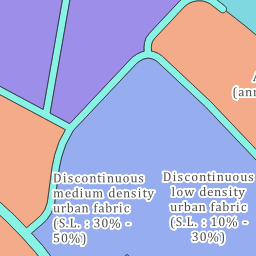 A
(ann
Discontinuous
medium density
urban fabric
(S.L. : 30% -
50%)
Discontinuous
low density
urban fabric
(S.L. : 10% -
30%)